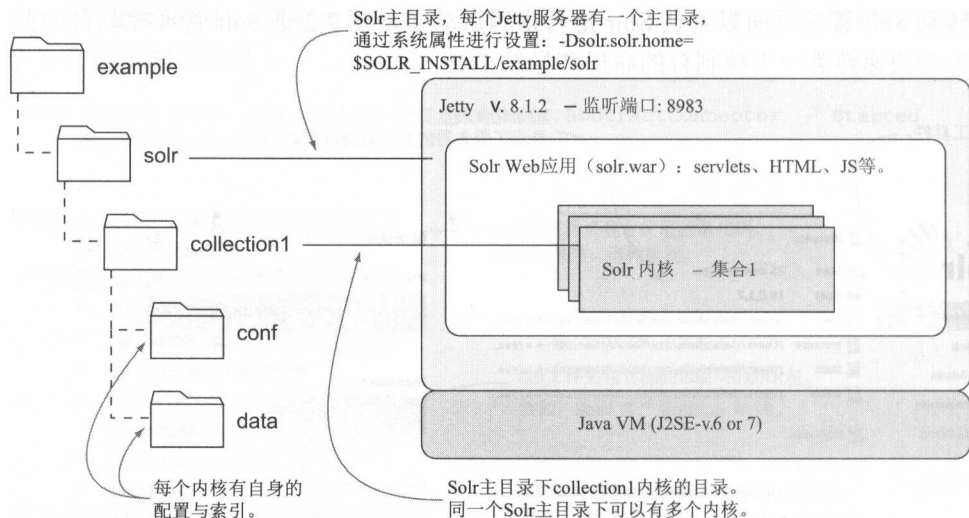 Solr主目录，每个Jetty服务器有一个主目录，
通过系统属性进行设置：-Dsolr.solr.home=
$SOLR_INSTALL/example/solr
example
Jetty v. 8.1.2 – 监听端口: 8983
solr
Solr Web应用（solr.war）: servlets、HTML、JS等。
collection1
Solr 内核 – 集合1
conf
data
Java VM (J2SE-v.6 or 7)
每个内核有自身的
配置与索引。
Solr主目录下collection1内核的目录。
同一个Solr主目录下可以有多个内核。